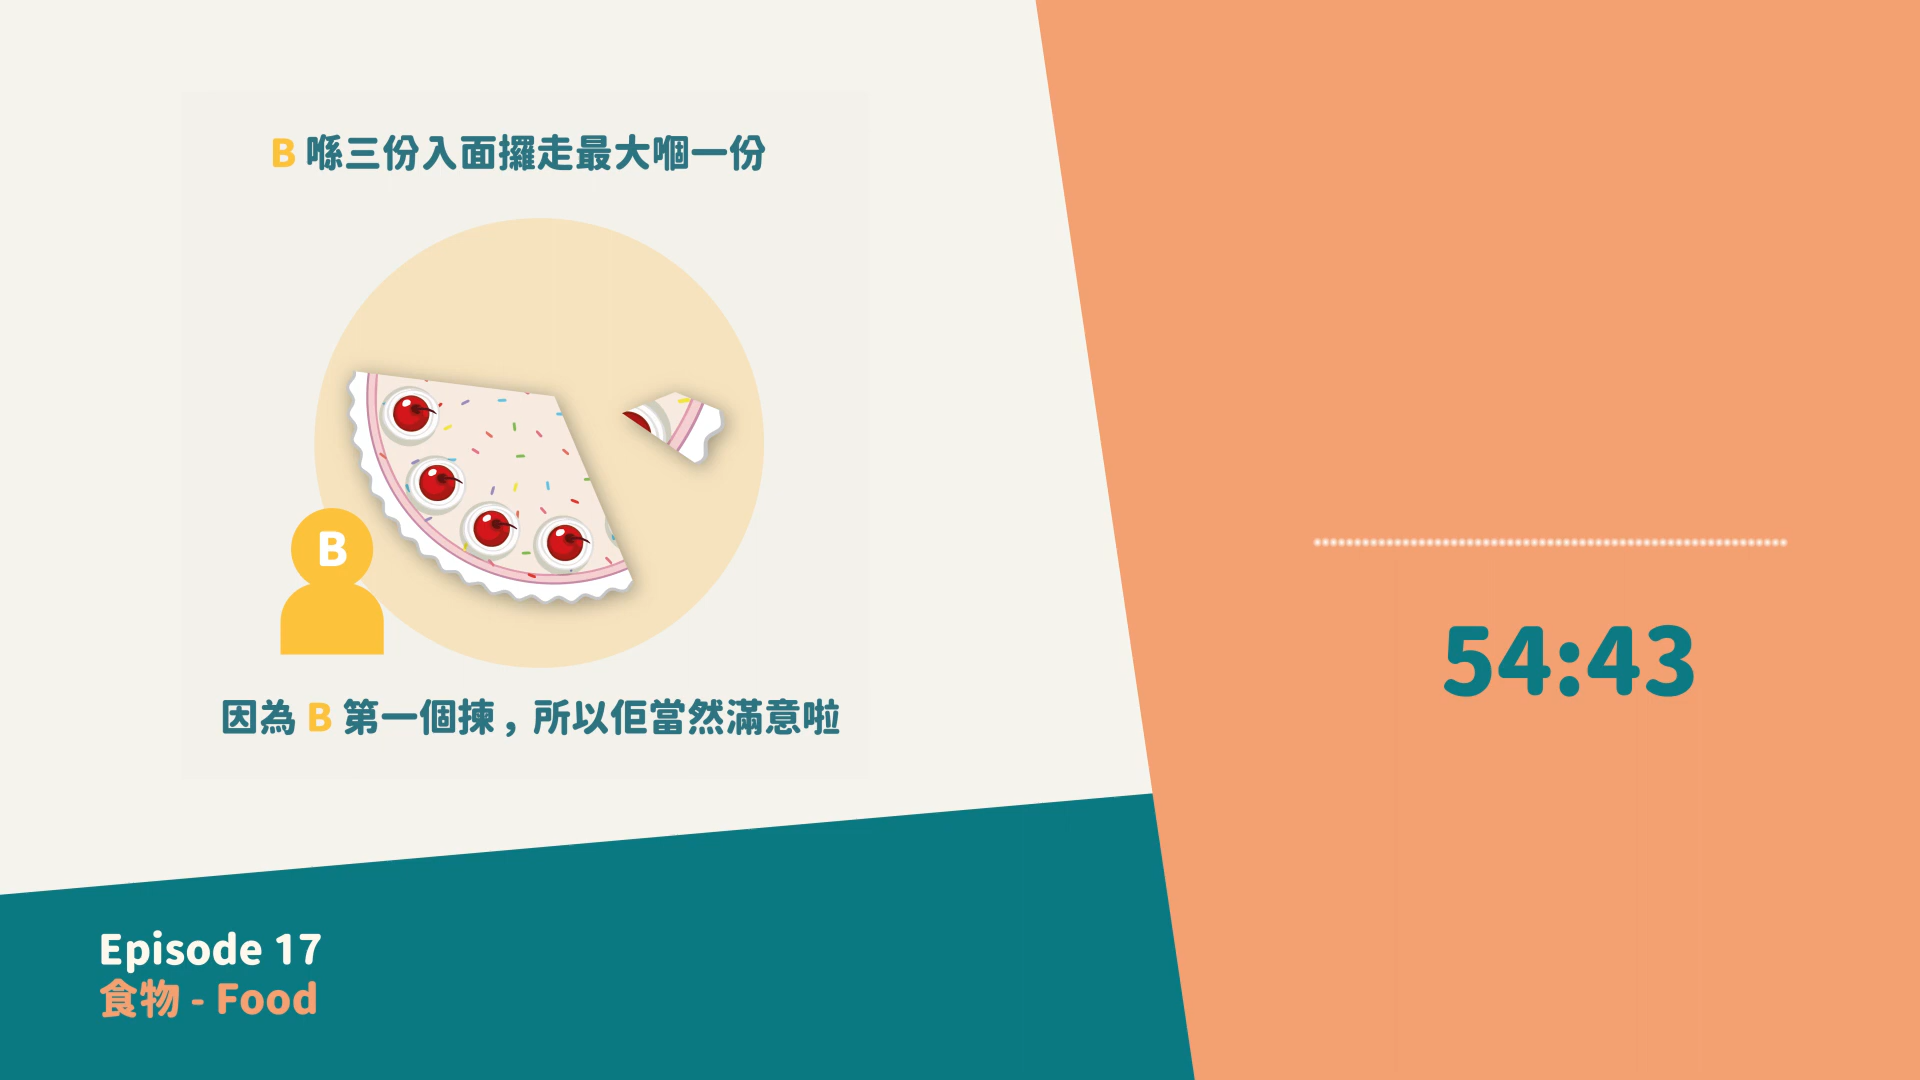 B 喺三份入面攞走最大嗰一份
B
因為 B 第一個揀，所以佢當然滿意啦
54:43
Episode 17
食物 - Food